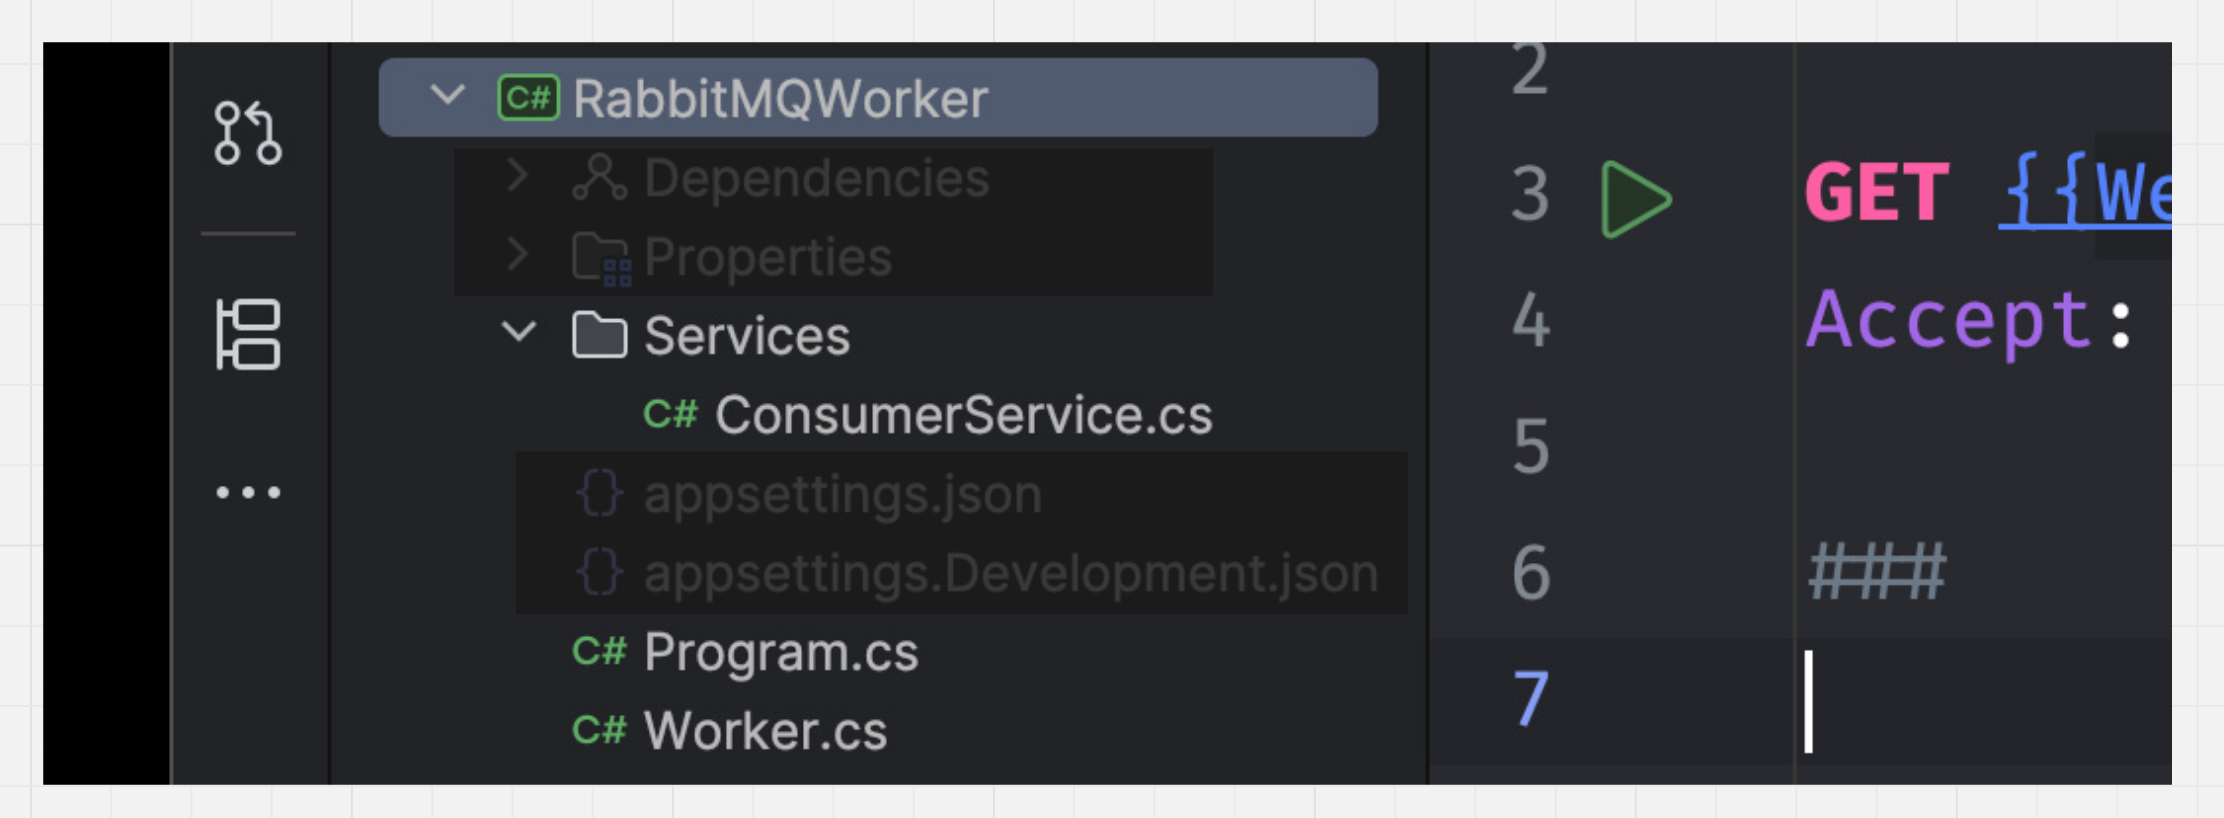 C# RabbitMQWorker
Dependencies
Properties
Services
C# ConsumerService.cs
{} appsettings.json
{} appsettings.Development.json
C# Program.cs
C# Worker.cs
2
3 GET {{We
4 Accept:
5
6 ###
7